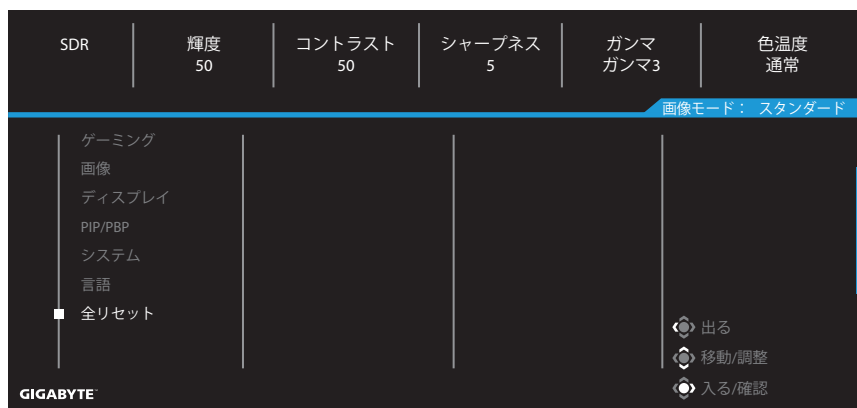 SDR
輝度
50
コントラスト
50
シャープネス
5
ガンマ
ガンマ3
色温度
通常
画像モード： スタンダード
ゲーミング
画像
ディスプレイ
PIP/PBP
システム
言語
全リセット
出る
移動/調整
入る/確認
GIGABYTE™